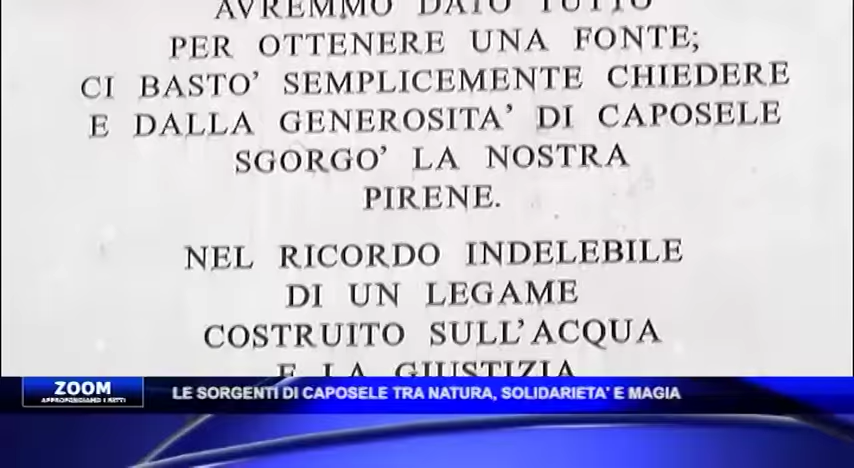 AVREMMO DATO TUTTO
PER OTTENERE UNA FONTE;
CI BASTO' SEMPLICEMENTE CHIEDERE
E DALLA GENEROSITA' DI CAPOSELE
SGORGO' LA NOSTRA
PIRENE.
NEL RICORDO INDELEBILE
DI UN LEGAME
COSTRUITO SULL'ACQUA
E LA GIUSTIZIA
ZOOM
APPROFONDIAMO I FATTI
LE SORGENTI DI CAPOSELE TRA NATURA, SOLIDARIETA' E MAGIA